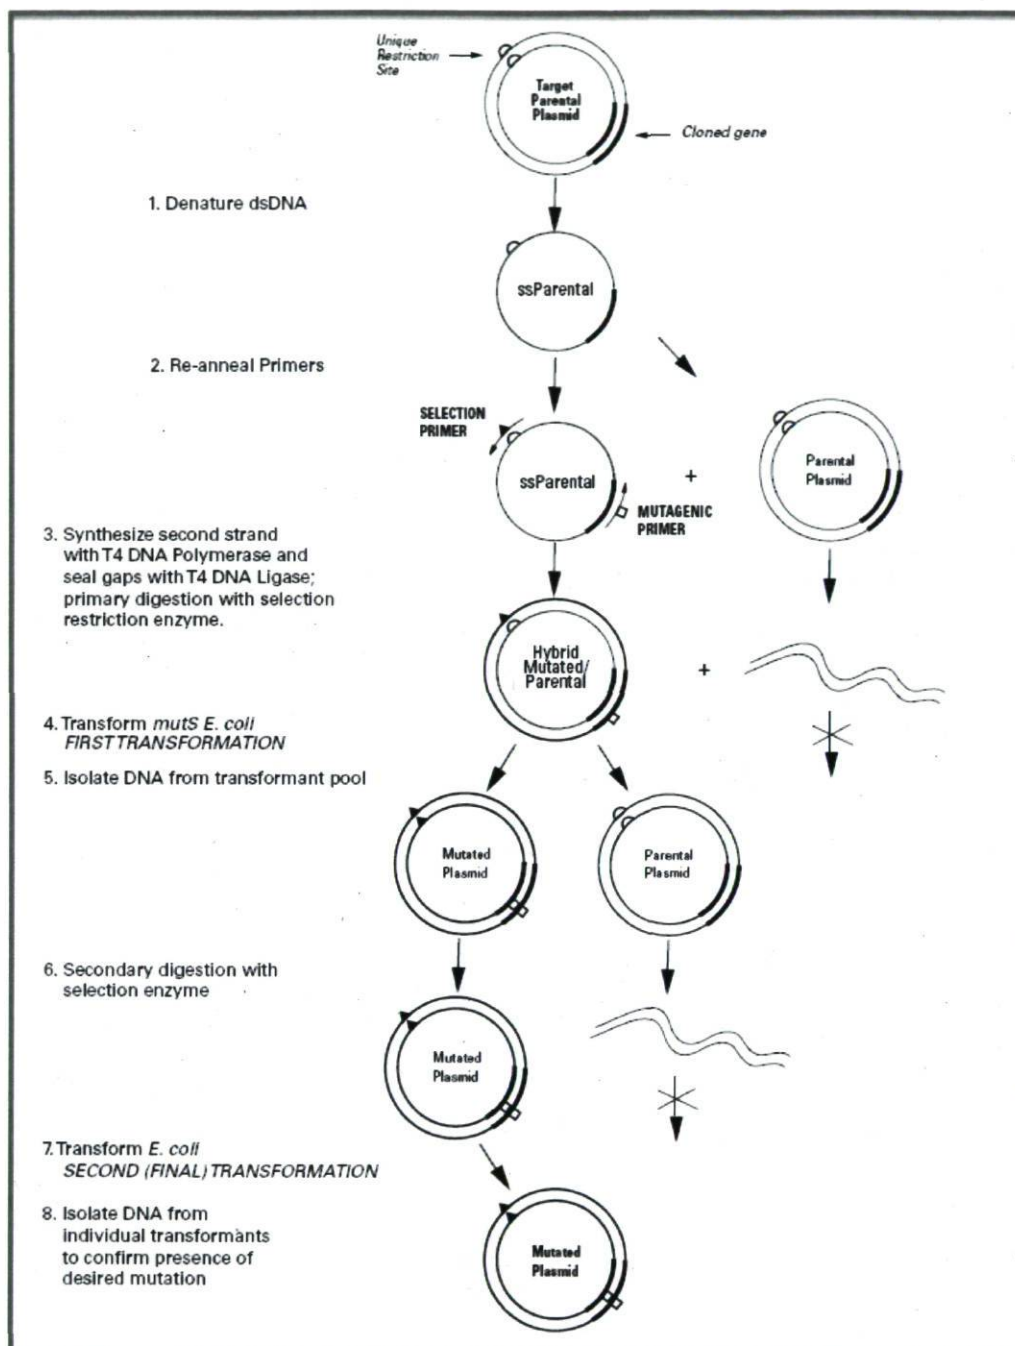 Unique
Restriction
Site
Target
Parental
Plasmid
Cloned gene
1. Denature dsDNA
ssParental
2. Re-anneal Primers
SELECTION
PRIMER
ssParental
+
Parental
Plasmid
MUTAGENIC
PRIMER
3. Synthesize second strand
with T4 DNA Polymerase and
seal gaps with T4 DNA Ligase;
primary digestion with selection
restriction enzyme.
Hybrid
Mutated/
Parental
+
4. Transform mutS E. coli
FIRST TRANSFORMATION
5. Isolate DNA from transformant pool
Mutated
Plasmid
Parental
Plasmid
6. Secondary digestion with
selection enzyme
Mutated
Plasmid
7. Transform E. coli
SECOND (FINAL) TRANSFORMATION
8. Isolate DNA from
individual transformants
to confirm presence of
desired mutation
Mutated
Plasmid